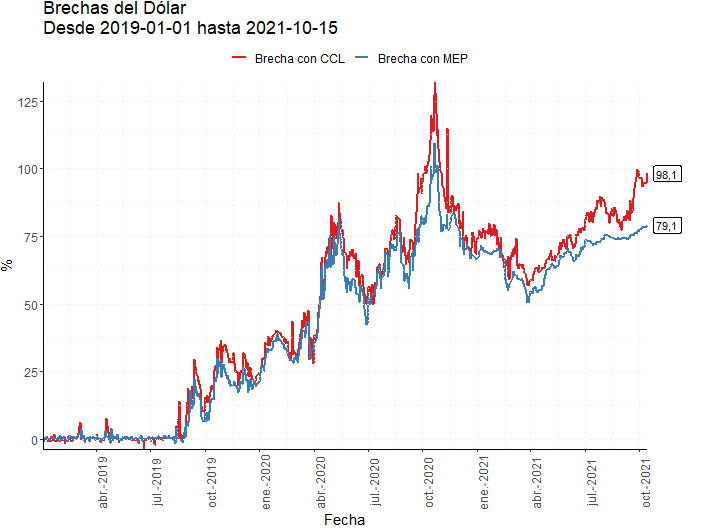 Brechas del Dólar
Desde 2019-01-01 hasta 2021-10-15
Brecha con CCL
Brecha con MEP
%
125
100
75
50
25
0
98,1
79,1
abr.-2019
jul.-2019
oct.-2019
ene.-2020
abr.-2020
jul.-2020
oct.-2020
ene.-2021
abr.-2021
jul.-2021
oct.-2021
Fecha